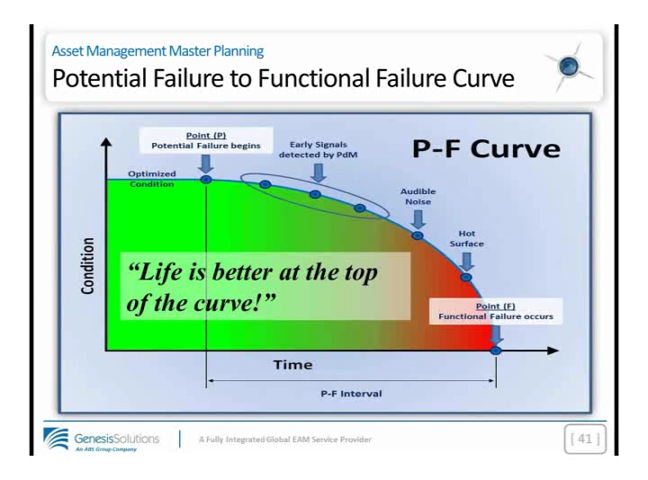 Asset Management Master Planning
Potential Failure to Functional Failure Curve
P-F Curve
Point (P)
Potential Failure begins
Early Signals
detected by PdM
Optimized
Condition
Audible
Noise
Hot
Surface
Condition
“Life is better at the top
of the curve!”
Point (F)
Functional Failure occurs
Time
P-F Interval
GenesisSolutions
An ABS Group Company
A Fully Integrated Global EAM Service Provider
[ 41 ]